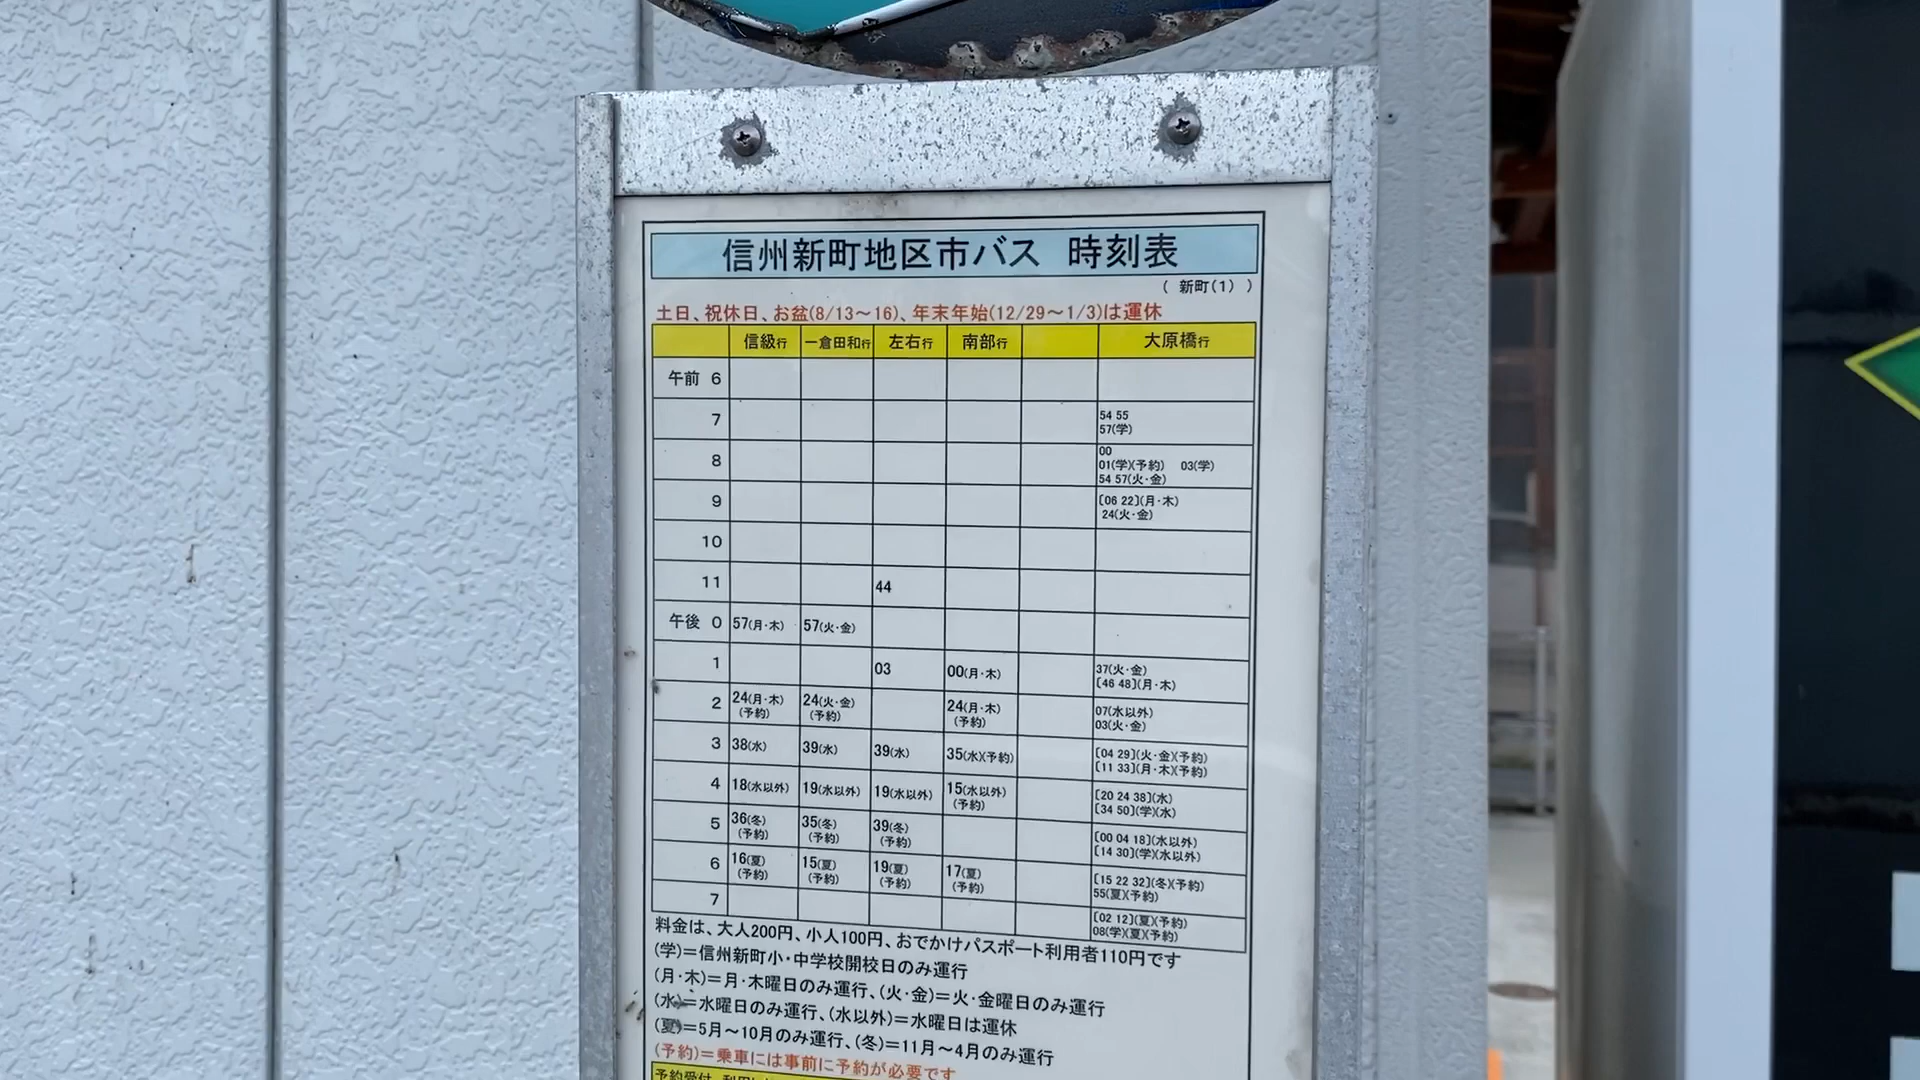 信州新町地区市バス 時刻表
( 新町(1) )
土日、祝休日、お盆(8/13～16)、年末年始(12/29～1/3)は運休
信級行 一倉田和行 左右行 南部行 大原橋行
午前 6
7 54 55
57(学)
8 00
01(学)(予約) 03(学)
54 57(火・金)
9 [06 22](月・木)
24(火・金)
10
11 44
午後 0 57(月・木) 57(火・金)
1 03 00(月・木) 37(火・金)
[46 48](月・木)
2 24(月・木)(予約) 24(火・金)(予約) 24(月・木)(予約) 07(水以外)
03(火・金)
3 38(水) 39(水) 39(水) 35(水)(予約) [04 29](火・金)(予約)
[11 33](月・木)(予約)
4 18(水以外) 19(水以外) 19(水以外) 15(水以外)(予約) [20 24 38](水)
[34 50](学)(水)
5 36(冬)(予約) 35(冬)(予約) 39(冬)(予約) [00 04 18](水以外)
[14 30](学)(水以外)
6 16(夏)(予約) 15(夏)(予約) 19(夏)(予約) 17(夏)(予約) [15 22 32](冬)(予約)
55(夏)(予約)
7 [02 12](夏)(予約)
08(学)(夏)(予約)
料金は、大人200円、小人100円、おでかけパスポート利用者110円です
(学)=信州新町小・中学校開校日のみ運行
(月・木)=月・木曜日のみ運行、(火・金)=火・金曜日のみ運行
(水)=水曜日のみ運行、(水以外)=水曜日は運休
(夏)=5月～10月のみ運行、(冬)=11月～4月のみ運行
(予約)=乗車には事前に予約が必要です
予約受付